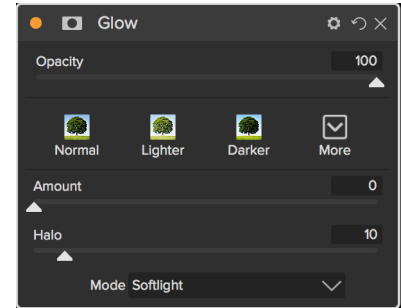 Glow
Opacity 100
Normal Lighter Darker More
Amount 0
Halo 10
Mode Softlight